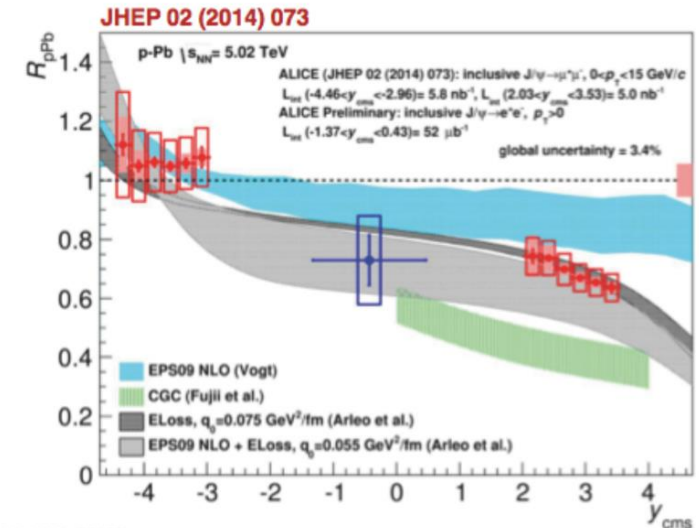 JHEP 02 (2014) 073
R_pPb
p-Pb √s_NN= 5.02 TeV
ALICE (JHEP 02 (2014) 073): inclusive J/ψ→μ⁺μ⁻, 0<p_T<15 GeV/c
L_int (-4.46<y_cms<-2.96)= 5.8 nb⁻¹, L_int (2.03<y_cms<3.53)= 5.0 nb⁻¹
ALICE Preliminary: inclusive J/ψ→e⁺e⁻, p_T>0
L_int (-1.37<y_cms<0.43)= 52 μb⁻¹
global uncertainty = 3.4%
1.4
1.2
1
0.8
0.6
0.4
0.2
0
EPS09 NLO (Vogt)
CGC (Fujii et al.)
ELoss, q_0=0.075 GeV²/fm (Arleo et al.)
EPS09 NLO + ELoss, q_0=0.055 GeV²/fm (Arleo et al.)
-4 -3 -2 -1 0 1 2 3 4
y_cms